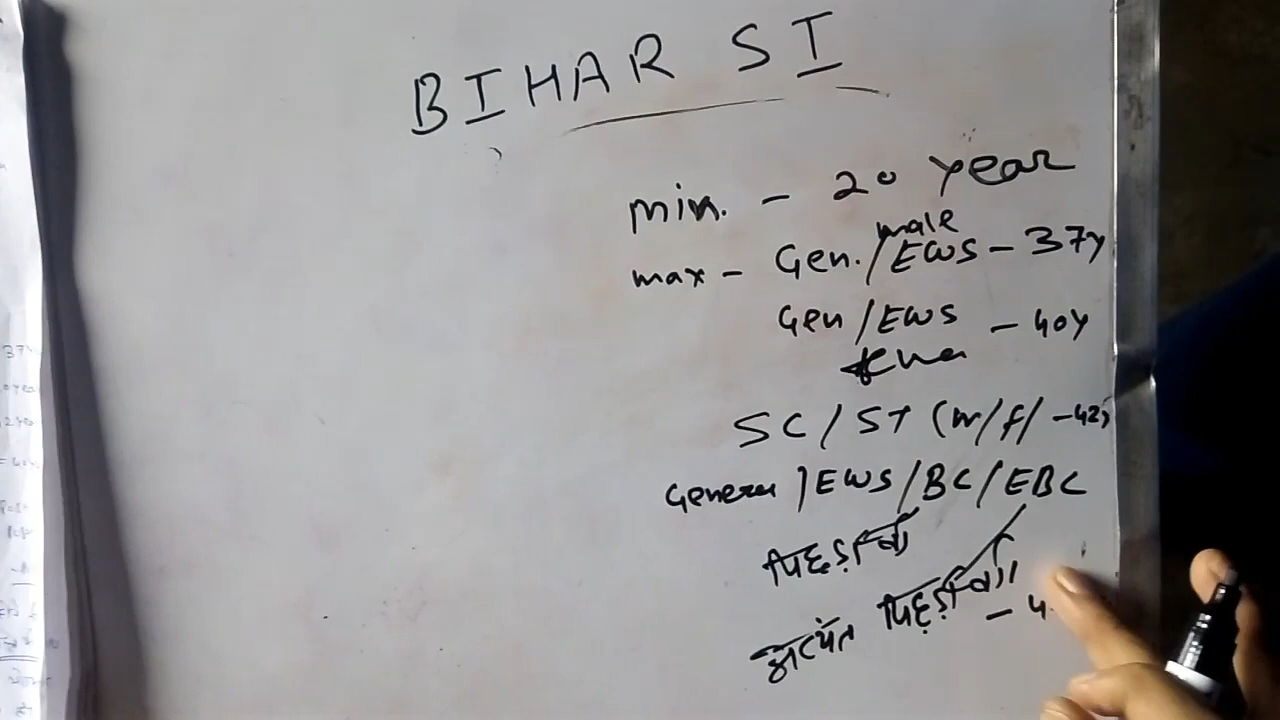 BIHAR SI
min. - 20 year
male
max - Gen. / EWS - 37y
Gen / EWS - 40y
SC / ST (m/f/ - 42y
General / EWS / BC / EBC
पिछड़ा वर्ग
अत्यंत पिछड़ा वर्ग